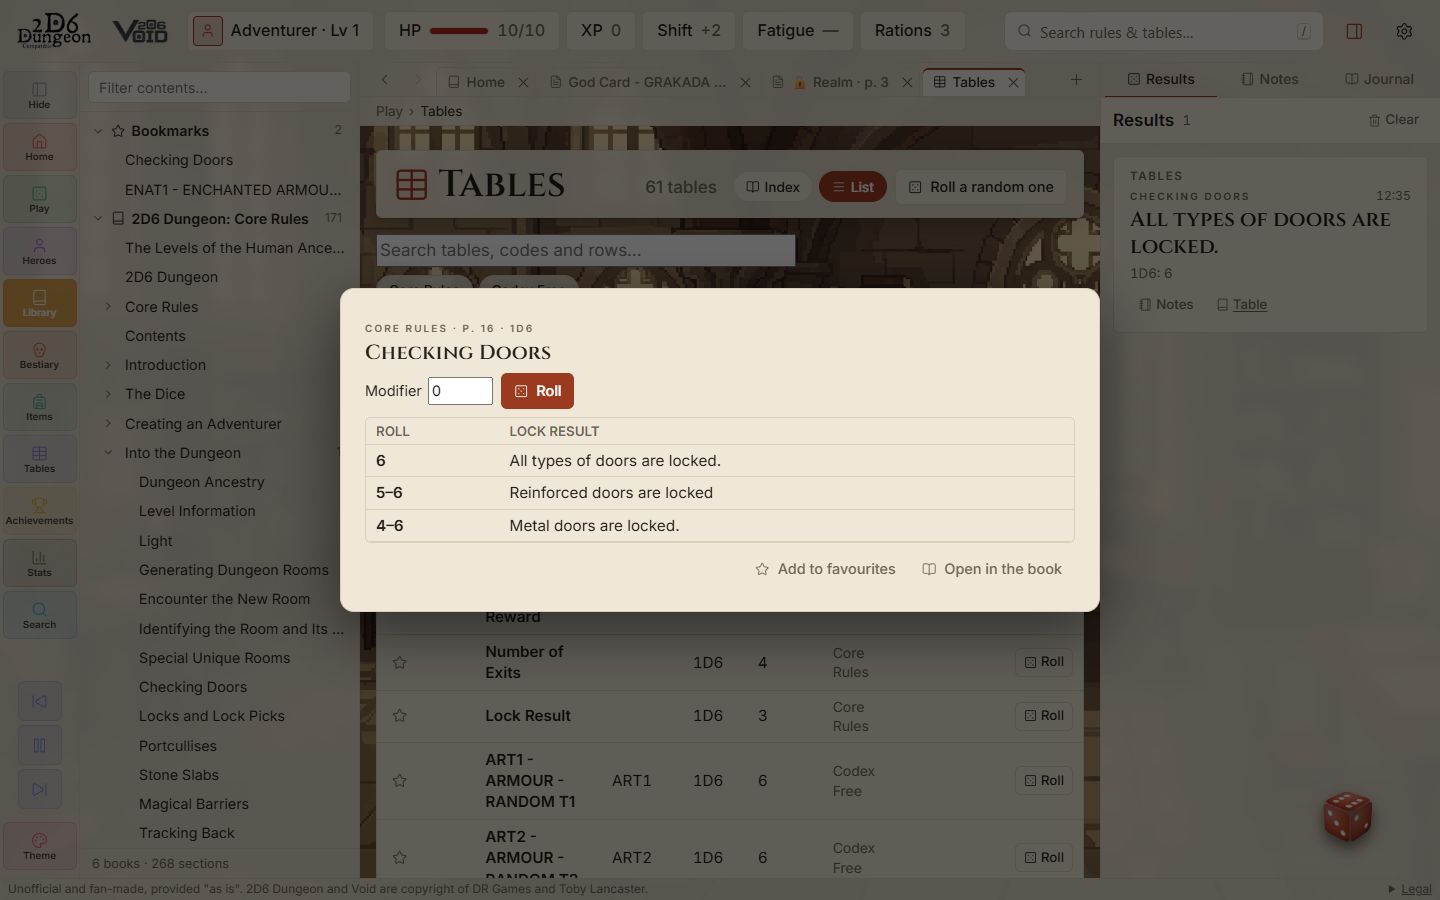 2D6 Dungeon
Compatible
2D6 VOID
Adventurer · Lv 1
HP 10/10
XP 0
Shift +2
Fatigue —
Rations 3
Search rules & tables... /
Hide
Home
Play
Heroes
Library
Bestiary
Items
Tables
Achievements
Stats
Search
Theme
Filter contents...
Bookmarks 2
Checking Doors
ENAT1 - ENCHANTED ARMOU...
2D6 Dungeon: Core Rules 171
The Levels of the Human Ance...
2D6 Dungeon
Core Rules
Contents
Introduction
The Dice
Creating an Adventurer
Into the Dungeon
Dungeon Ancestry
Level Information
Light
Generating Dungeon Rooms
Encounter the New Room
Identifying the Room and Its ...
Special Unique Rooms
Checking Doors
Locks and Lock Picks
Portcullises
Stone Slabs
Magical Barriers
Tracking Back
6 books · 268 sections
Home
God Card - GRAKADA ...
Realm · p. 3
Tables
Play › Tables
TABLES
61 tables
Index
List
Roll a random one
Search tables, codes and rows...
CORE RULES · P. 16 · 1D6
CHECKING DOORS
Modifier 0 Roll
ROLL LOCK RESULT
6 All types of doors are locked.
5–6 Reinforced doors are locked
4–6 Metal doors are locked.
Add to favourites
Open in the book
Reward
Number of Exits 1D6 4 Core Rules Roll
Lock Result 1D6 3 Core Rules Roll
ART1 - ARMOUR - RANDOM T1 ART1 1D6 6 Codex Free Roll
ART2 - ARMOUR - ART2 1D6 6 Codex Free Roll
Results
Notes
Journal
Results 1
Clear
TABLES
CHECKING DOORS 12:35
ALL TYPES OF DOORS ARE
LOCKED.
1D6: 6
Notes
Table
Unofficial and fan-made, provided "as is". 2D6 Dungeon and Void are copyright of DR Games and Toby Lancaster.
Legal